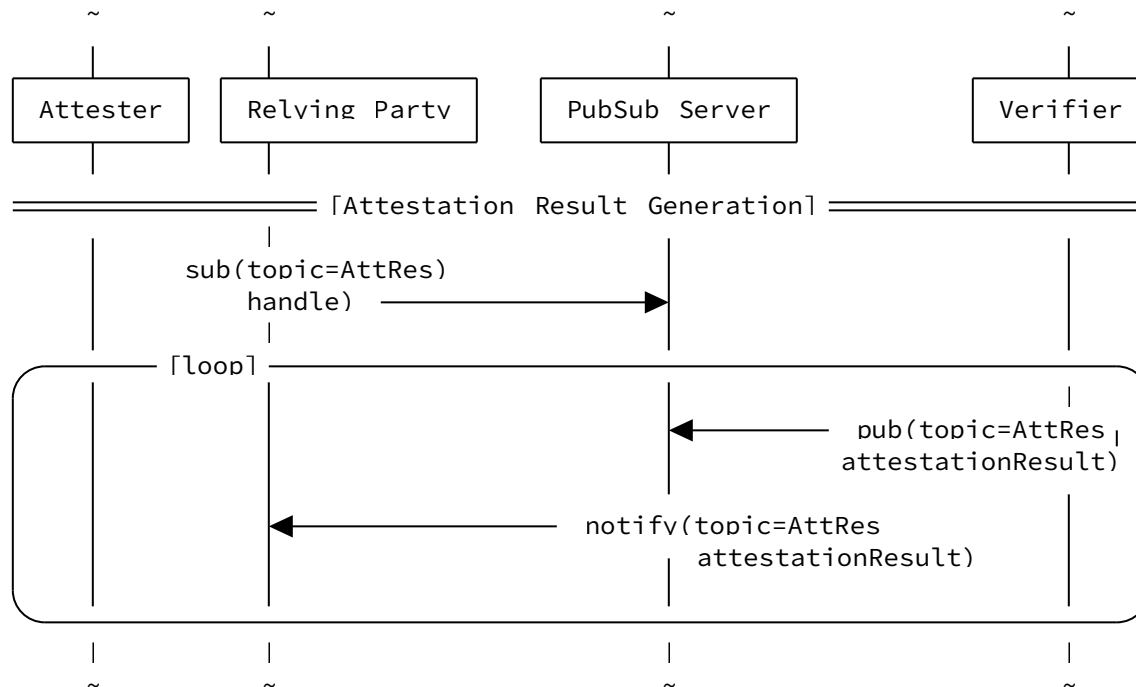 ~ ~ ~ ~
Attester Relying Party PubSub Server Verifier
[Attestation Result Generation]
sub(topic=AttRes)
handle)
[loop]
pub(topic=AttRes
attestationResult)
notify(topic=AttRes
attestationResult)
~ ~ ~ ~